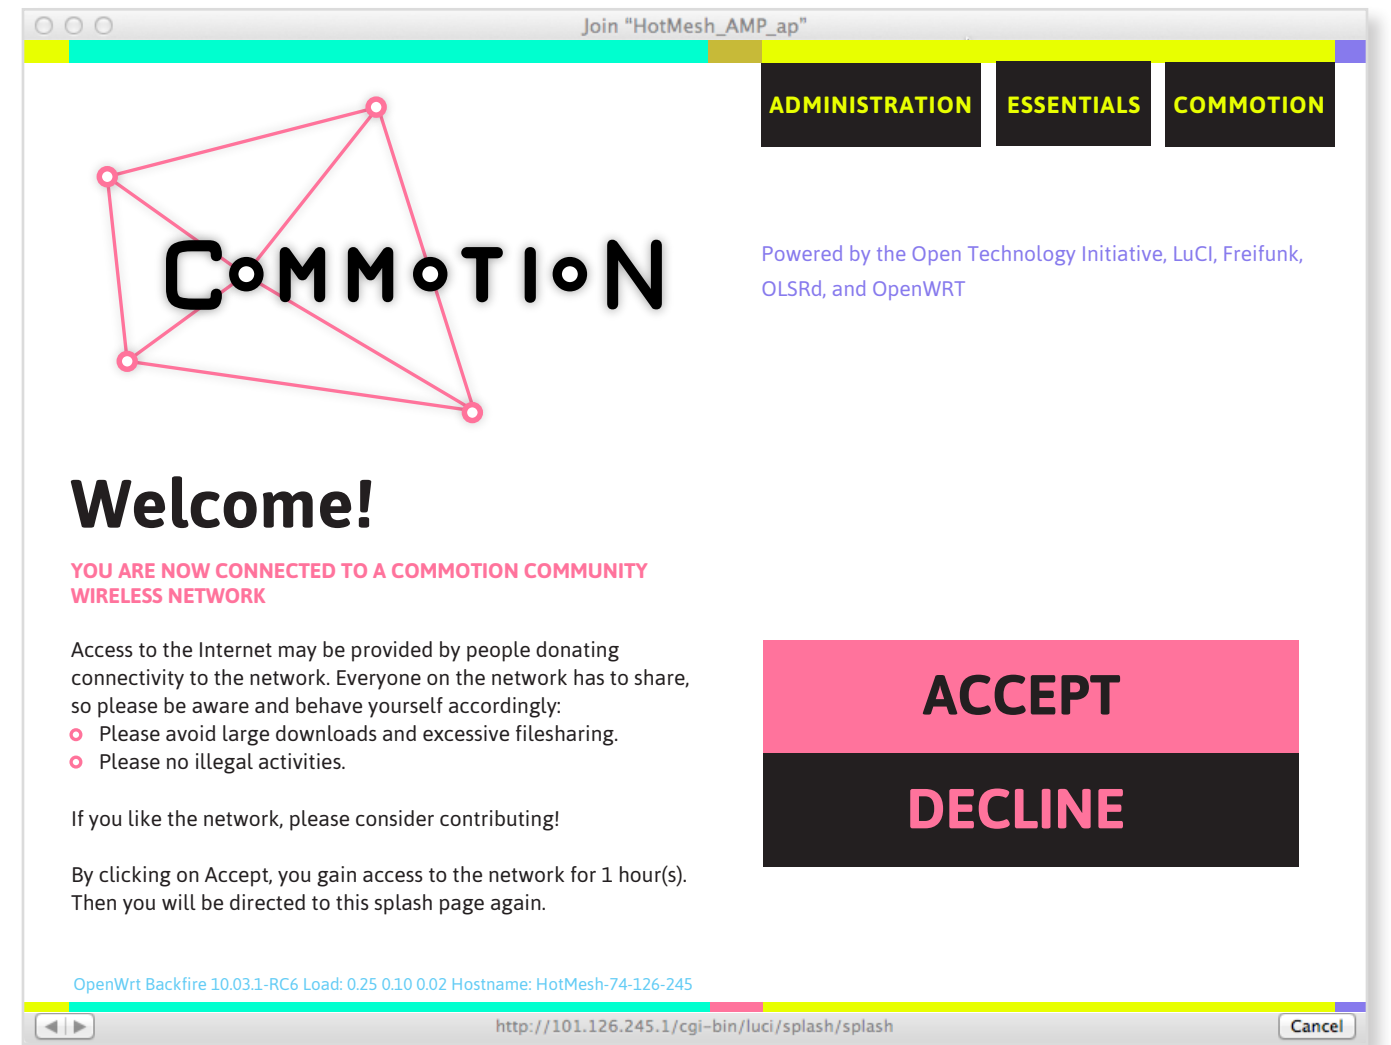 Join “HotMesh_AMP_ap”
ADMINISTRATION
ESSENTIALS
COMMOTION
COMMOTION
Powered by the Open Technology Initiative, LuCI, Freifunk,
OLSRd, and OpenWRT
Welcome!
YOU ARE NOW CONNECTED TO A COMMOTION COMMUNITY
WIRELESS NETWORK
Access to the Internet may be provided by people donating
connectivity to the network. Everyone on the network has to share,
so please be aware and behave yourself accordingly:
Please avoid large downloads and excessive filesharing.
Please no illegal activities.
If you like the network, please consider contributing!
By clicking on Accept, you gain access to the network for 1 hour(s).
Then you will be directed to this splash page again.
ACCEPT
DECLINE
OpenWrt Backfire 10.03.1-RC6 Load: 0.25 0.10 0.02 Hostname: HotMesh-74-126-245
http://101.126.245.1/cgi-bin/luci/splash/splash
Cancel